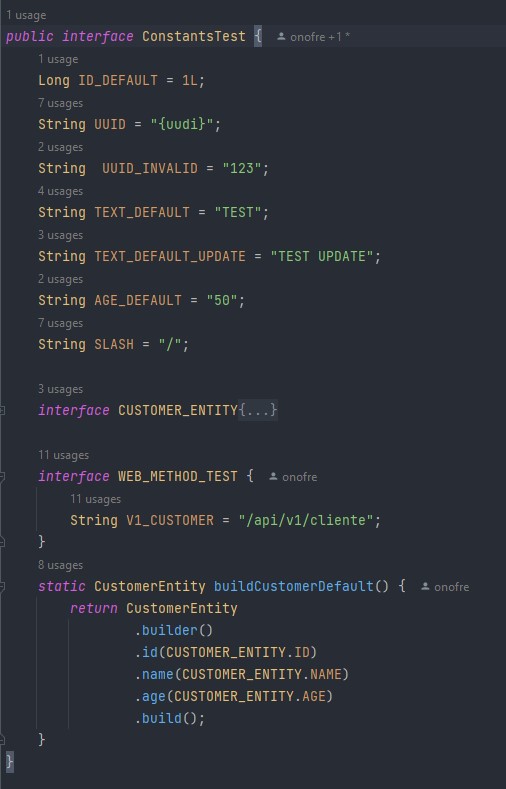 1 usage
public interface ConstantsTest { onofre +1 *
1 usage
Long ID_DEFAULT = 1L;
7 usages
String UUID = "{uudi}";
2 usages
String  UUID_INVALID = "123";
4 usages
String TEXT_DEFAULT = "TEST";
3 usages
String TEXT_DEFAULT_UPDATE = "TEST UPDATE";
2 usages
String AGE_DEFAULT = "50";
7 usages
String SLASH = "/";
3 usages
interface CUSTOMER_ENTITY{...}
11 usages
interface WEB_METHOD_TEST { onofre
11 usages
String V1_CUSTOMER = "/api/v1/cliente";
}
8 usages
static CustomerEntity buildCustomerDefault() { onofre
return CustomerEntity
.builder()
.id(CUSTOMER_ENTITY.ID)
.name(CUSTOMER_ENTITY.NAME)
.age(CUSTOMER_ENTITY.AGE)
.build();
}
}